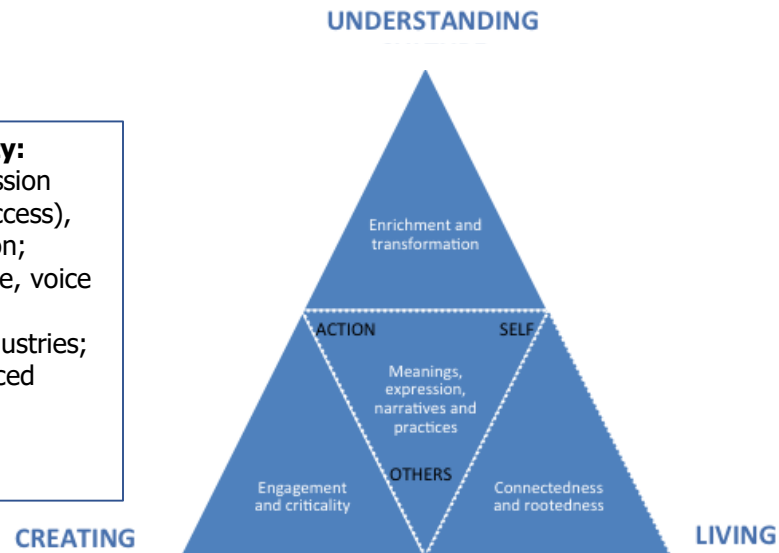 UNDERSTANDING
Enrichment and
transformation
ACTION
SELF
Meanings,
expression,
narratives and
practices
OTHERS
Engagement
and criticality
Connectedness
and rootedness
CREATING
LIVING
y:
ssion
ccess),
on;
e, voice
ustries;
ced